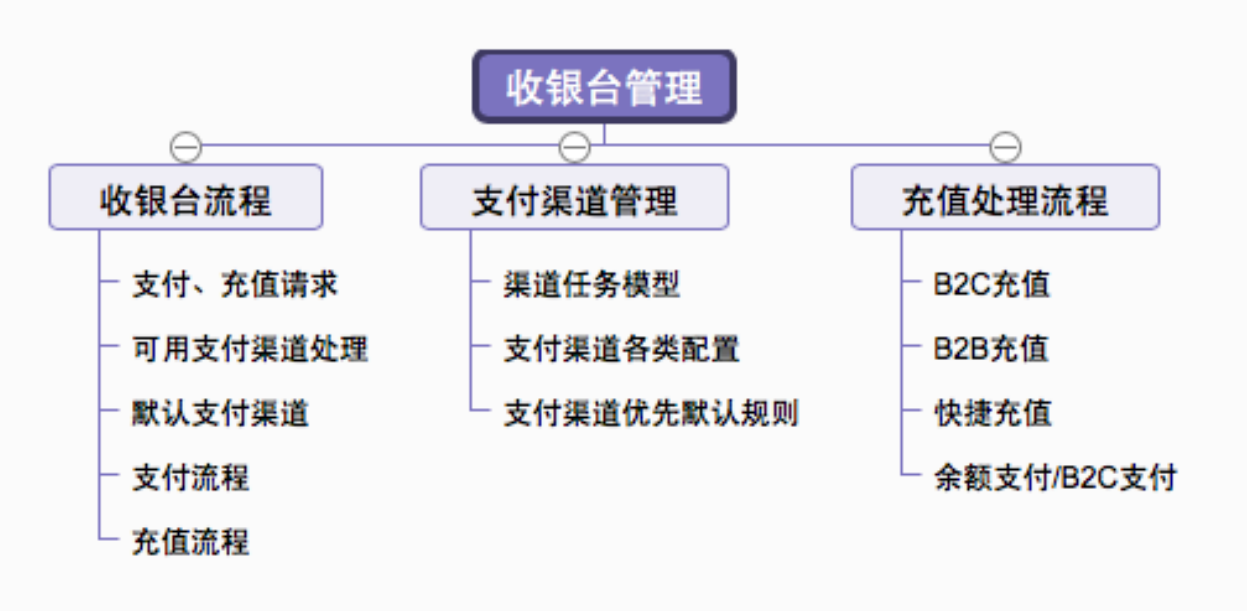 收银台管理
收银台流程
支付、充值请求
可用支付渠道处理
默认支付渠道
支付流程
充值流程
支付渠道管理
渠道任务模型
支付渠道各类配置
支付渠道优先默认规则
充值处理流程
B2C充值
B2B充值
快捷充值
余额支付/B2C支付